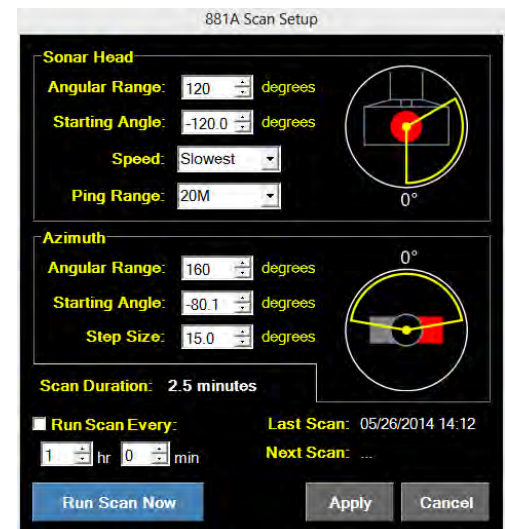 881A Scan Setup
Sonar Head
Angular Range: 120 degrees
Starting Angle: -120.0 degrees
Speed: Slowest
Ping Range: 20M
0°
Azimuth
0°
Angular Range: 160 degrees
Starting Angle: -80.1 degrees
Step Size: 15.0 degrees
Scan Duration: 2.5 minutes
Run Scan Every: Last Scan: 05/26/2014 14:12
1 hr 0 min Next Scan: ...
Run Scan Now Apply Cancel